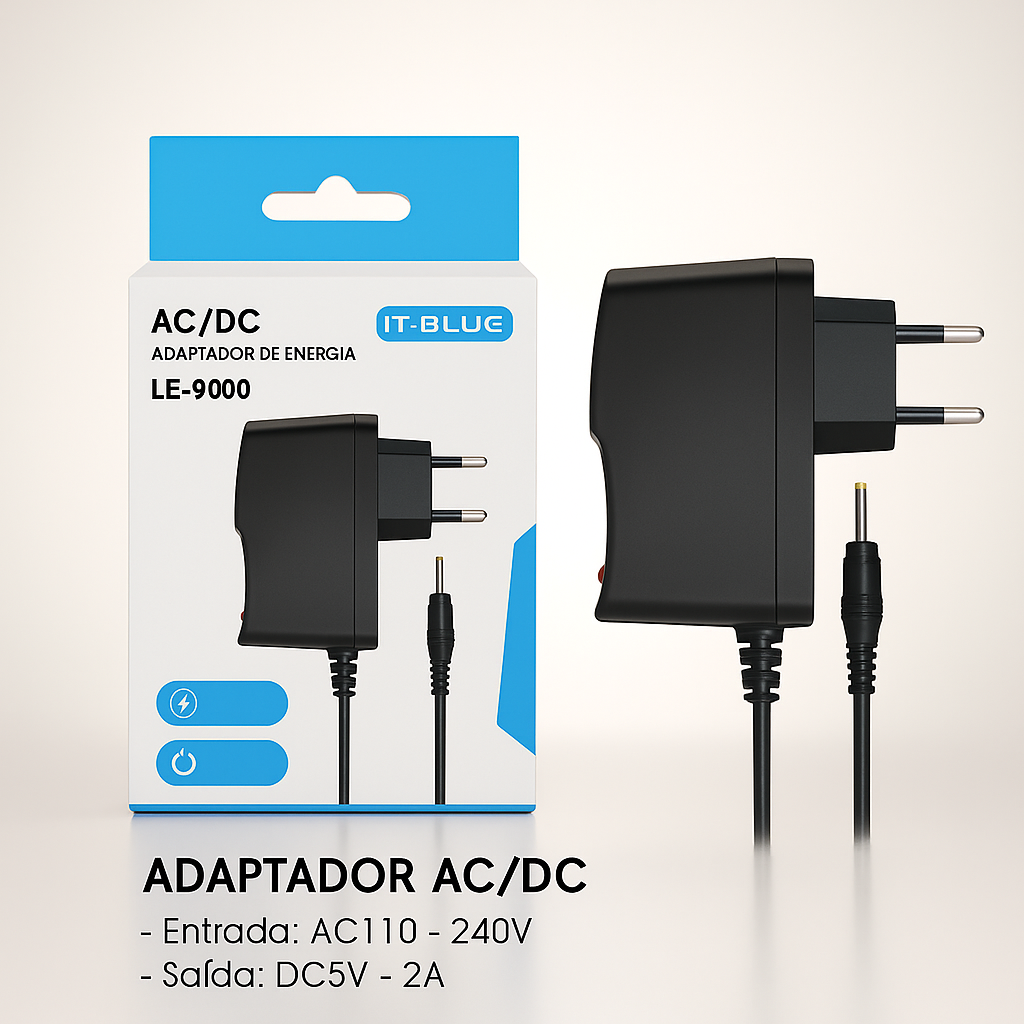 AC/DC
IT-BLUE
ADAPTADOR DE ENERGIA
LE-9000
ADAPTADOR AC/DC
- Entrada: AC110 - 240V
- Saída: DC5V - 2A